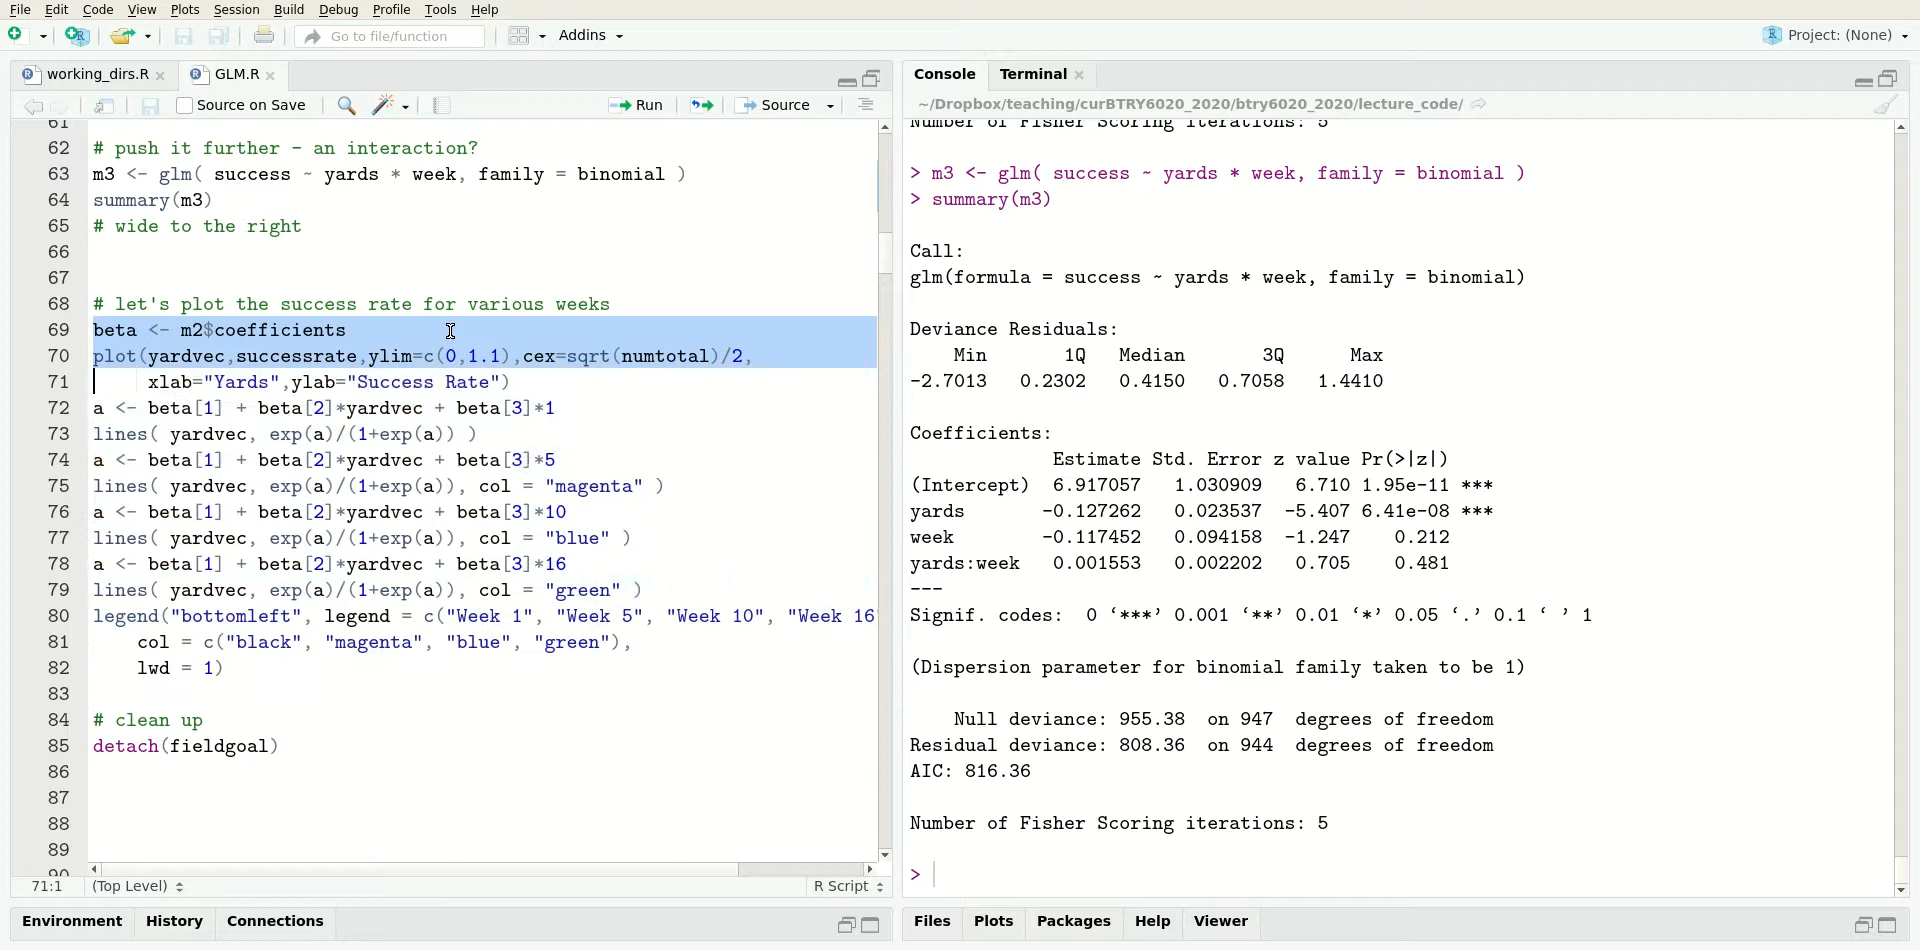 File Edit Code View Plots Session Build Debug Profile Tools Help
Go to file/function Addins Project: (None)
working_dirs.R GLM.R
Source on Save Run Source
61
62 # push it further - an interaction?
63 m3 <- glm( success ~ yards * week, family = binomial )
64 summary(m3)
65 # wide to the right
66
67
68 # let's plot the success rate for various weeks
69 beta <- m2$coefficients
70 plot(yardvec,successrate,ylim=c(0,1.1),cex=sqrt(numtotal)/2,
71 xlab="Yards",ylab="Success Rate")
72 a <- beta[1] + beta[2]*yardvec + beta[3]*1
73 lines( yardvec, exp(a)/(1+exp(a)) )
74 a <- beta[1] + beta[2]*yardvec + beta[3]*5
75 lines( yardvec, exp(a)/(1+exp(a)), col = "magenta" )
76 a <- beta[1] + beta[2]*yardvec + beta[3]*10
77 lines( yardvec, exp(a)/(1+exp(a)), col = "blue" )
78 a <- beta[1] + beta[2]*yardvec + beta[3]*16
79 lines( yardvec, exp(a)/(1+exp(a)), col = "green" )
80 legend("bottomleft", legend = c("Week 1", "Week 5", "Week 10", "Week 16"
81 col = c("black", "magenta", "blue", "green"),
82 lwd = 1)
83
84 # clean up
85 detach(fieldgoal)
86
87
88
89
90
71:1 (Top Level) R Script
Environment History Connections
Console Terminal
~/Dropbox/teaching/curBTRY6020_2020/btry6020_2020/lecture_code/
Number of Fisher Scoring iterations: 5
> m3 <- glm( success ~ yards * week, family = binomial )
> summary(m3)
Call:
glm(formula = success ~ yards * week, family = binomial)
Deviance Residuals:
Min 1Q Median 3Q Max
-2.7013 0.2302 0.4150 0.7058 1.4410
Coefficients:
Estimate Std. Error z value Pr(>|z|)
(Intercept) 6.917057 1.030909 6.710 1.95e-11 ***
yards -0.127262 0.023537 -5.407 6.41e-08 ***
week -0.117452 0.094158 -1.247 0.212
yards:week 0.001553 0.002202 0.705 0.481
---
Signif. codes: 0 ‘***’ 0.001 ‘**’ 0.01 ‘*’ 0.05 ‘.’ 0.1 ‘ ’ 1
(Dispersion parameter for binomial family taken to be 1)
Null deviance: 955.38 on 947 degrees of freedom
Residual deviance: 808.36 on 944 degrees of freedom
AIC: 816.36
Number of Fisher Scoring iterations: 5
>
Files Plots Packages Help Viewer